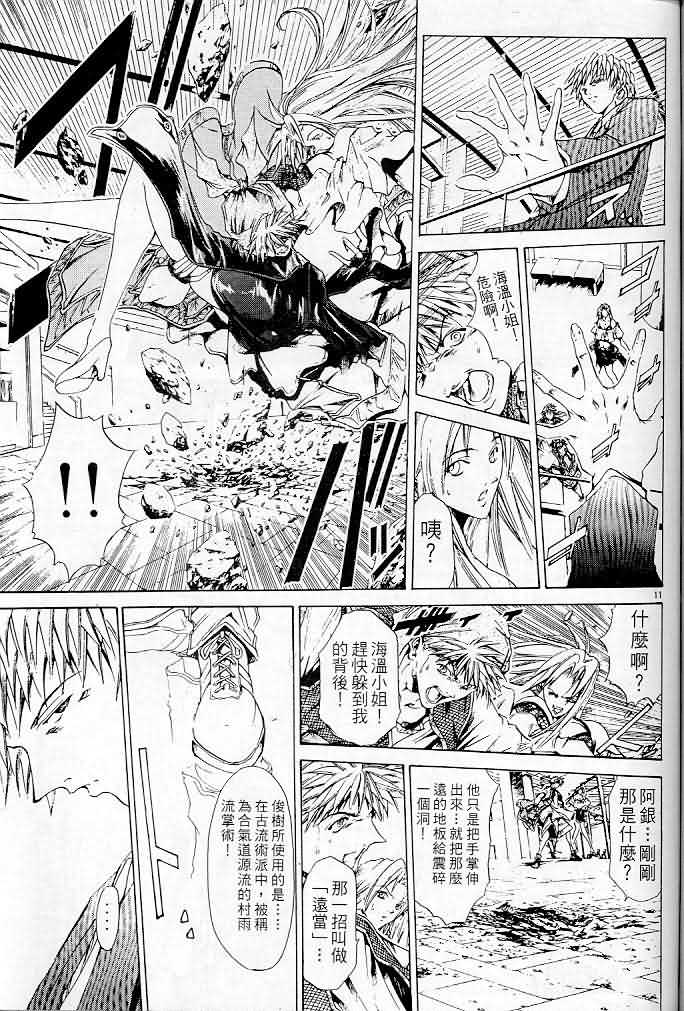 海溫小姐！
危險啊！
咦？
！！
11
什麼啊？
海溫小姐！
趕快躲到我
的背後！
阿銀…剛剛
那是什麼？
他只是把手掌伸
出來…就把那麼
遠的地板給震碎
一個洞！
那一招叫做
「遠當」…
俊樹所使用的是……
在古流術派中，被稱
為合氣道源流的村雨
流掌術！
……